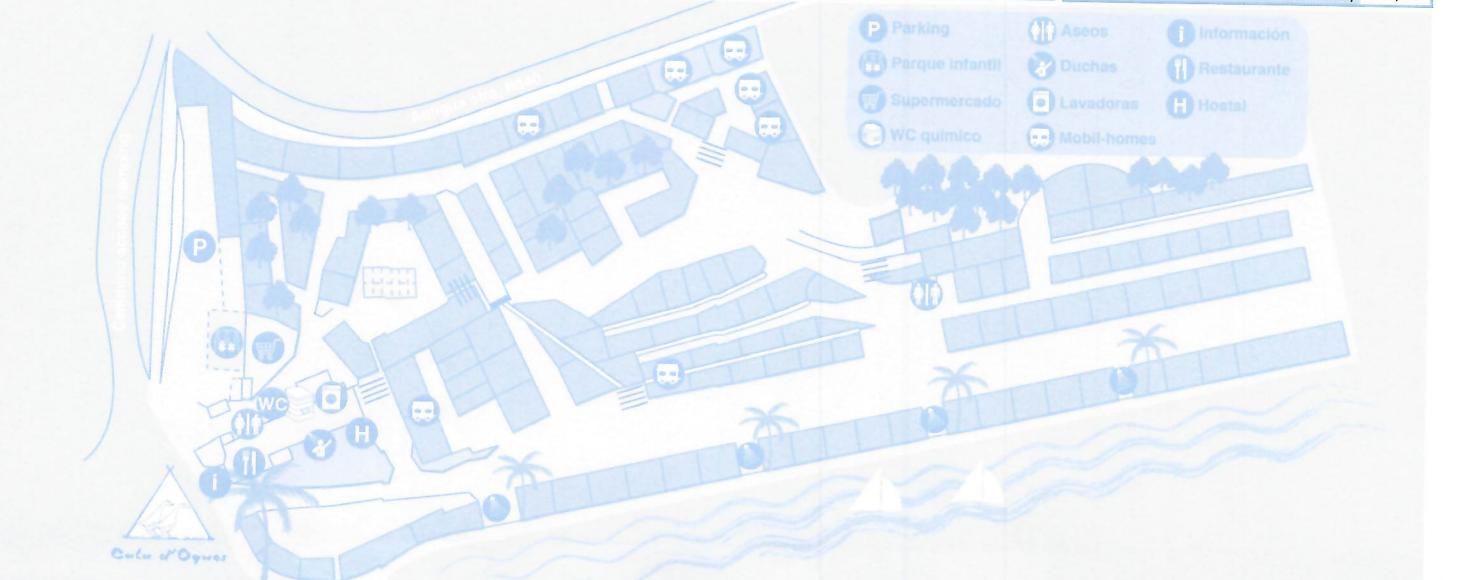 Parking
Aseos
Información
Parque infantil
Duchas
Restaurante
Supermercado
Lavadoras
Hostal
WC químico
Mobil-homes
P
i
H
P
WC
H
i
Cala d'Oques